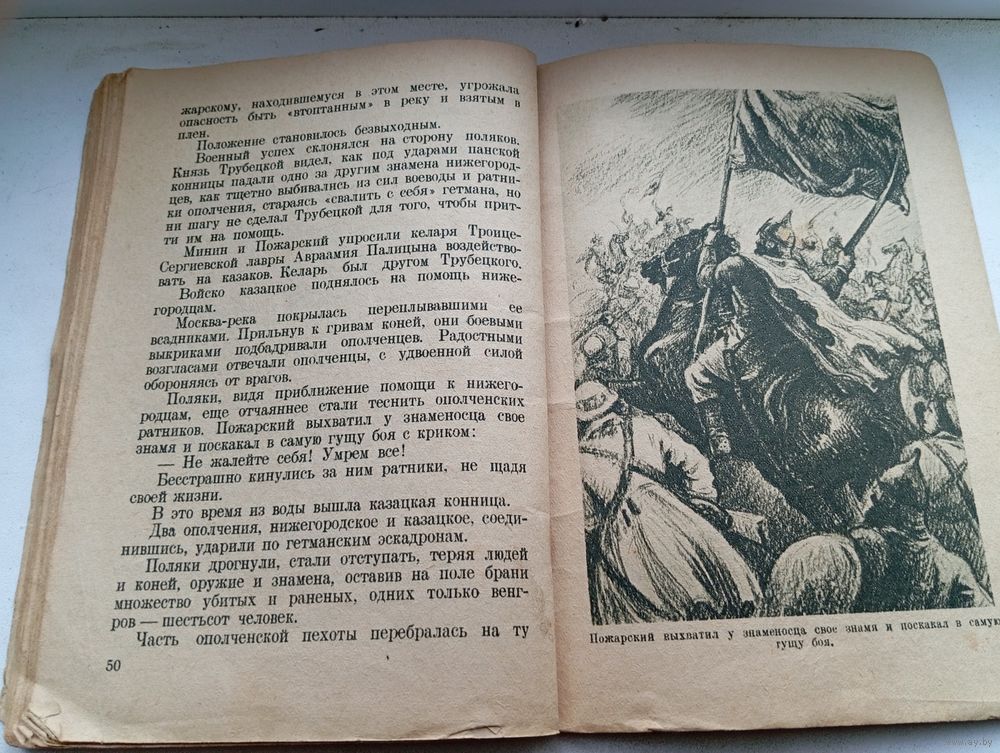 жарскому, находившемуся в этом месте, угрожала
опасность быть «втоптанным» в реку и взятым в
плен.
Положение становилось безвыходным.
Военный успех склонялся на сторону поляков.
Князь Трубецкой видел, как под ударами панской
конницы падали одно за другим знамена нижегород-
цев, как тщетно выбивались из сил воеводы и ратни-
ки ополчения, стараясь «свалить с себя» гетмана, но
ни шагу не сделал Трубецкой для того, чтобы прит-
ти им на помощь.
Минин и Пожарский упросили келаря Троице-
Сергиевской лавры Авраамия Палицына воздейство-
вать на казаков. Келарь был другом Трубецкого.
Войско казацкое поднялось на помощь ниже-
городцам.
Москва-река покрылась переплывавшими ее
всадниками. Прильнув к гривам коней, они боевыми
выкриками подбадривали ополченцев. Радостными
возгласами отвечали ополченцы, с удвоенной силой
обороняясь от врагов.
Поляки, видя приближение помощи к нижего-
родцам, еще отчаяннее стали теснить ополченских
ратников. Пожарский выхватил у знаменосца свое
знамя и поскакал в самую гущу боя с криком:
— Не жалейте себя! Умрем все!
Бесстрашно кинулись за ним ратники, не щадя
своей жизни.
В это время из воды вышла казацкая конница.
Два ополчения, нижегородское и казацкое, соеди-
нившись, ударили по гетманским эскадронам.
Поляки дрогнули, стали отступать, теряя людей
и коней, оружие и знамена, оставив на поле брани
множество убитых и раненых, одних только венг-
ров — шестьсот человек.
Часть ополченской пехоты перебралась на ту
50
Пожарский выхватил у знаменосца свое знамя и поскакал в самую
гущу боя.
www.ay.by